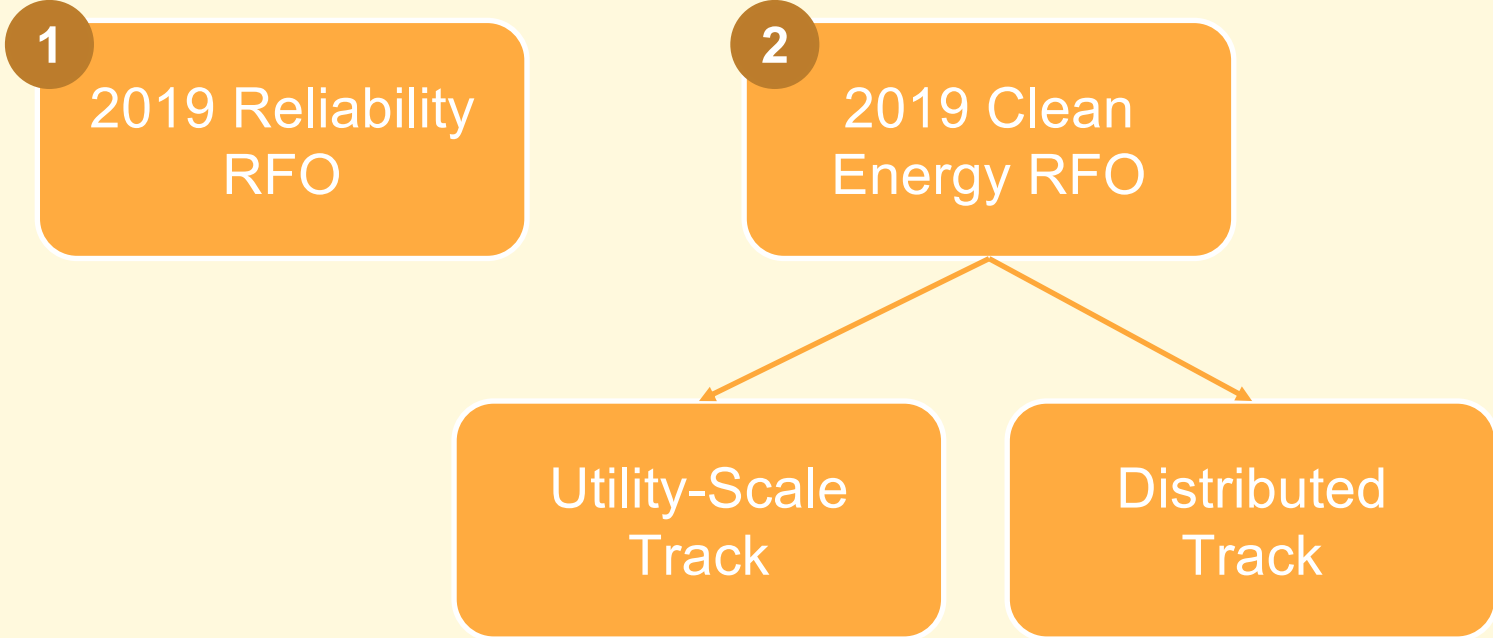 1
2019 Reliability
RFO
2
2019 Clean
Energy RFO
Utility-Scale
Track
Distributed
Track